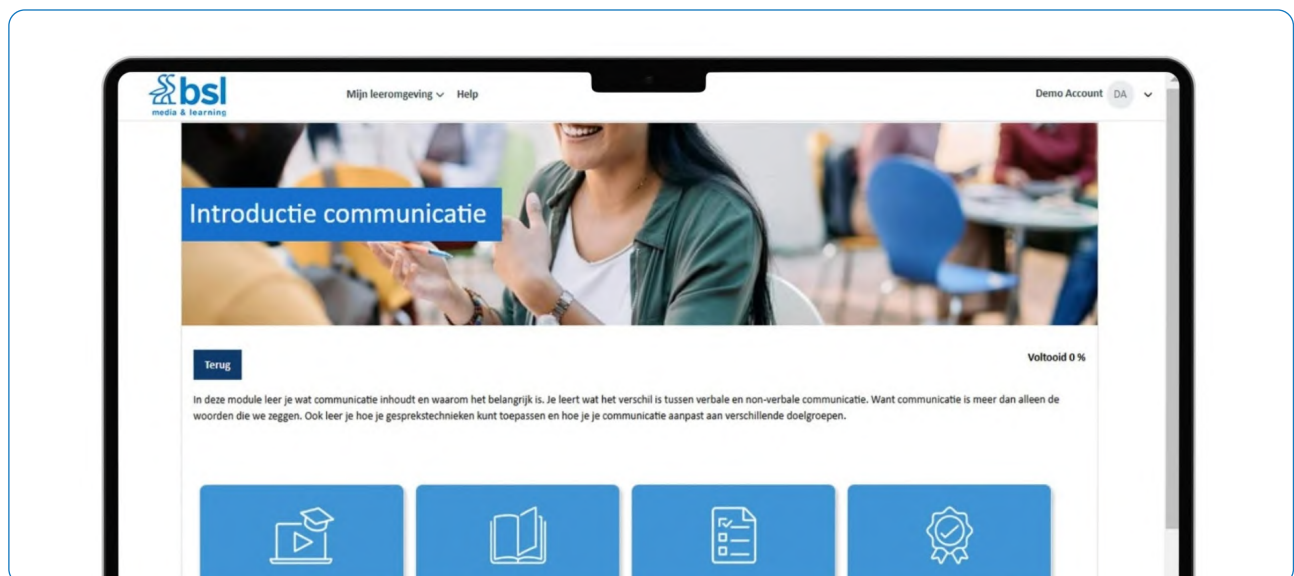 bsl
media & learning
Mijn leeromgeving Help
Demo Account DA
Introductie communicatie
Terug
Voltooid 0 %
In deze module leer je wat communicatie inhoudt en waarom het belangrijk is. Je leert wat het verschil is tussen verbale en non-verbale communicatie. Want communicatie is meer dan alleen de
woorden die we zeggen. Ook leer je hoe je gesprekstechnieken kunt toepassen en hoe je je communicatie aanpast aan verschillende doelgroepen.